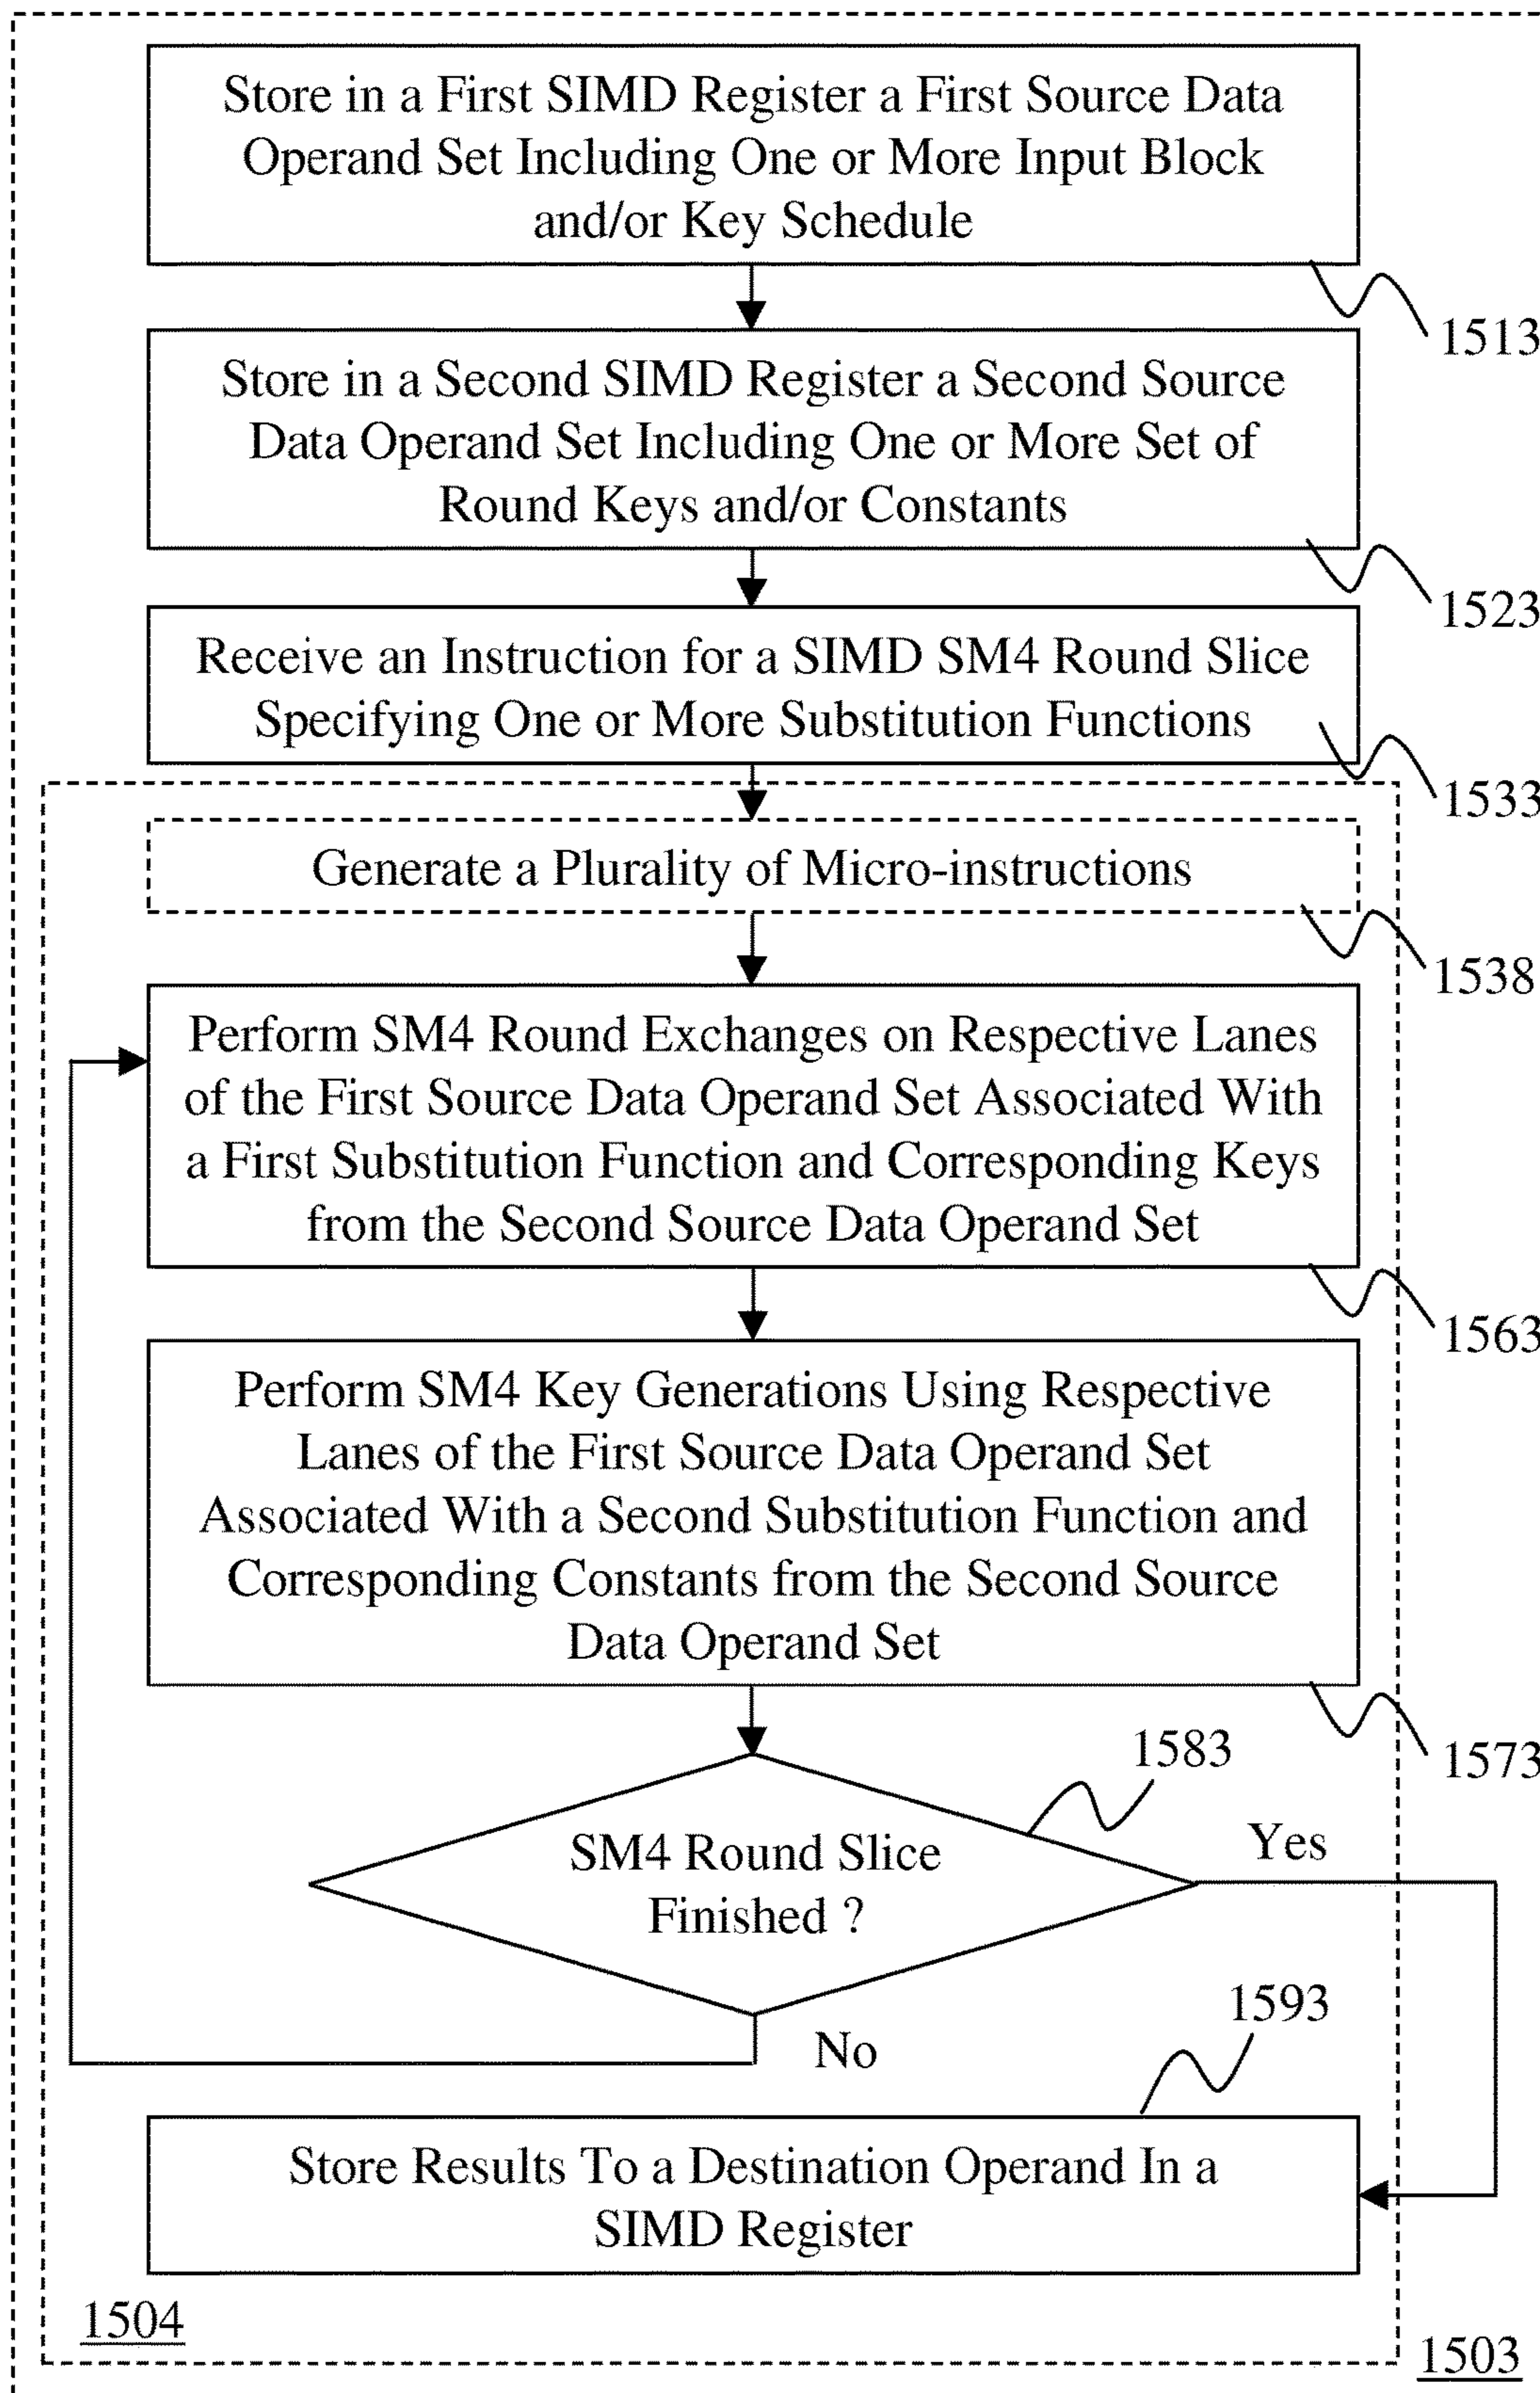 Store in a First SIMD Register a First Source Data
Operand Set Including One or More Input Block
and/or Key Schedule
1513
Store in a Second SIMD Register a Second Source
Data Operand Set Including One or More Set of
Round Keys and/or Constants
1523
Receive an Instruction for a SIMD SM4 Round Slice
Specifying One or More Substitution Functions
1533
Generate a Plurality of Micro-instructions
1538
Perform SM4 Round Exchanges on Respective Lanes
of the First Source Data Operand Set Associated With
a First Substitution Function and Corresponding Keys
from the Second Source Data Operand Set
1563
Perform SM4 Key Generations Using Respective
Lanes of the First Source Data Operand Set
Associated With a Second Substitution Function and
Corresponding Constants from the Second Source
Data Operand Set
1573
1583
SM4 Round Slice
Finished ?
Yes
No
1593
Store Results To a Destination Operand In a
SIMD Register
1504
1503